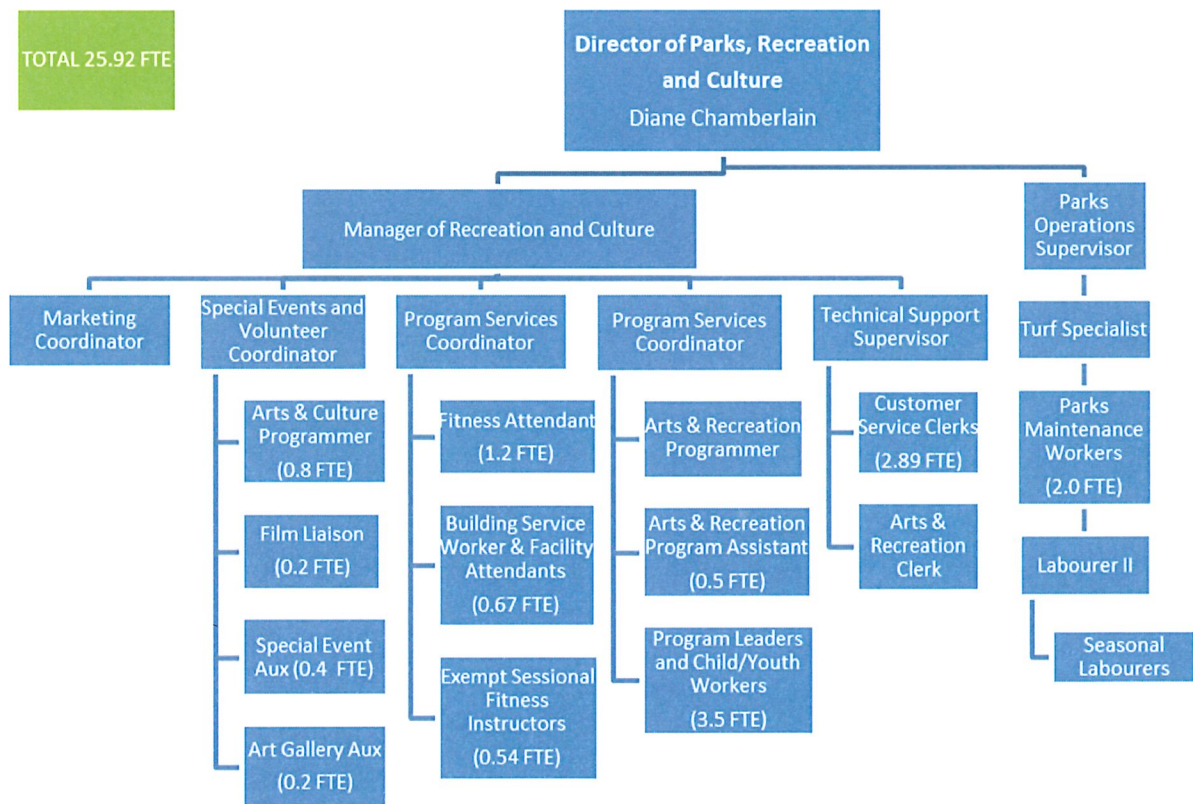 TOTAL 25.92 FTE
Director of Parks, Recreation
and Culture
Diane Chamberlain
Manager of Recreation and Culture
Parks
Operations
Supervisor
Marketing
Coordinator
Special Events and
Volunteer
Coordinator
Program Services
Coordinator
Program Services
Coordinator
Technical Support
Supervisor
Turf Specialist
Arts & Culture
Programmer
(0.8 FTE)
Film Liaison
(0.2 FTE)
Special Event
Aux (0.4 FTE)
Art Gallery Aux
(0.2 FTE)
Fitness Attendant
(1.2 FTE)
Building Service
Worker & Facility
Attendants
(0.67 FTE)
Exempt Sessional
Fitness
Instructors
(0.54 FTE)
Arts & Recreation
Programmer
Arts & Recreation
Program Assistant
(0.5 FTE)
Program Leaders
and Child/Youth
Workers
(3.5 FTE)
Customer
Service Clerks
(2.89 FTE)
Arts &
Recreation
Clerk
Parks
Maintenance
Workers
(2.0 FTE)
Labourer II
Seasonal
Labourers